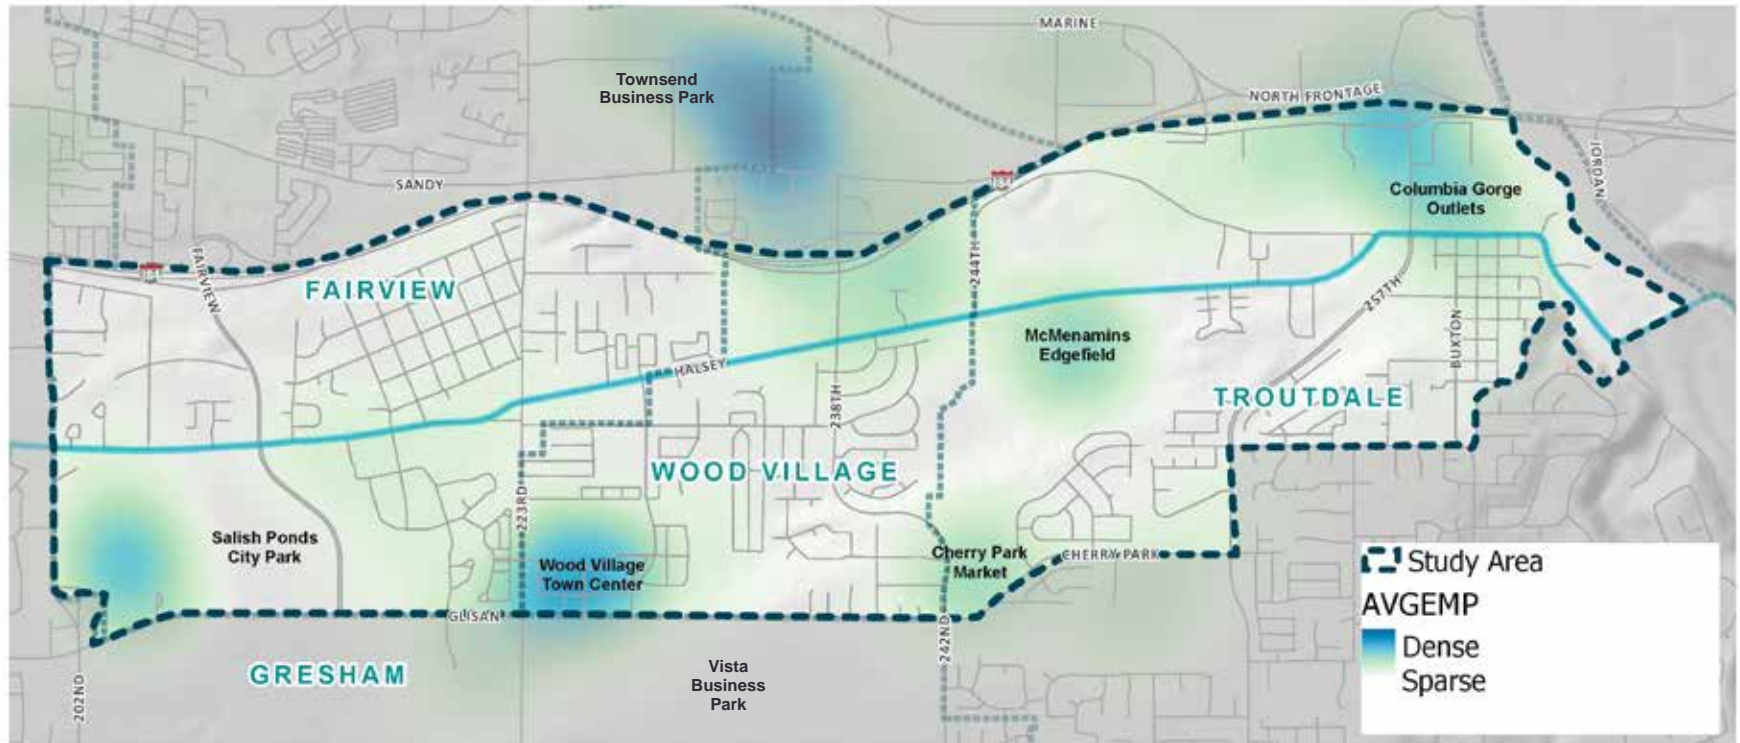 MARINE
Townsend
Business Park
NORTH FRONTAGE
JORDAN
SANDY
Columbia Gorge
Outlets
FAIRVIEW
FAIRVIEW
244TH
257TH
McMenamins
Edgefield
BUXTON
HALSEY
238TH
TROUTDALE
WOOD VILLAGE
223RD
Salish Ponds
City Park
Wood Village
Town Center
Cherry Park
Market
CHERRY PARK
GLISAN
242ND
GRESHAM
202ND
Vista
Business
Park
Study Area
AVGEMP
Dense
Sparse